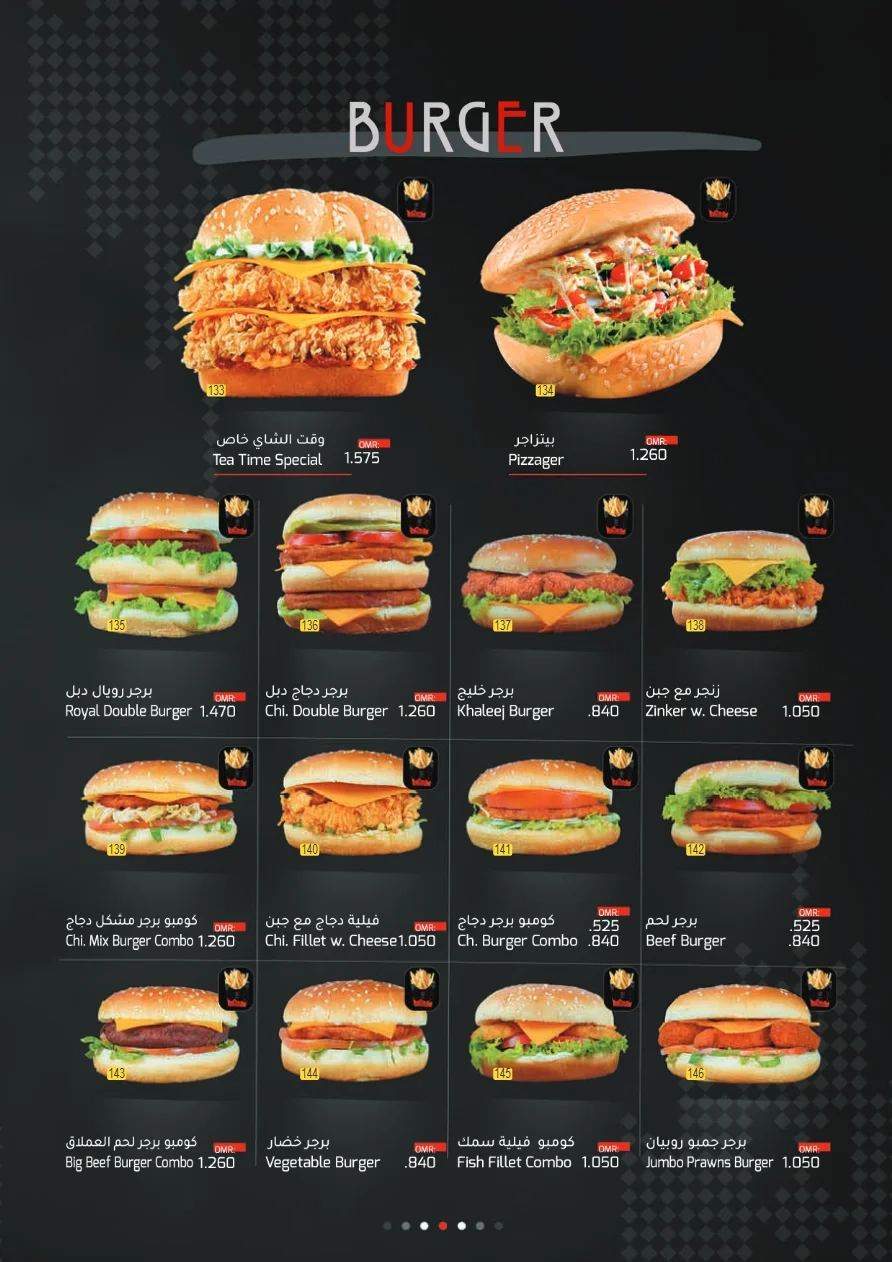 BURGER
133
134
وقت الشاي خاص
OMR:
Tea Time Special 1.575
بيتزاجر
OMR:
Pizzager 1.260
135
136
137
138
برجر رويال دبل
OMR:
Royal Double Burger 1.470
برجر دجاج دبل
OMR:
Chi. Double Burger 1.260
برجر خليج
OMR:
Khaleej Burger .840
زنجر مع جبن
OMR:
Zinker w. Cheese 1.050
139
140
141
142
كومبو برجر مشكل دجاج
OMR:
Chi. Mix Burger Combo 1.260
فيلية دجاج مع جبن
OMR:
Chi. Fillet w. Cheese 1.050
كومبو برجر دجاج
OMR:
.525
Ch. Burger Combo .840
برجر لحم
OMR:
.525
Beef Burger .840
143
144
145
146
كومبو برجر لحم العملاق
OMR:
Big Beef Burger Combo 1.260
برجر خضار
OMR:
Vegetable Burger .840
كومبو فيلية سمك
OMR:
Fish Fillet Combo 1.050
برجر جمبو روبيان
OMR:
Jumbo Prawns Burger 1.050